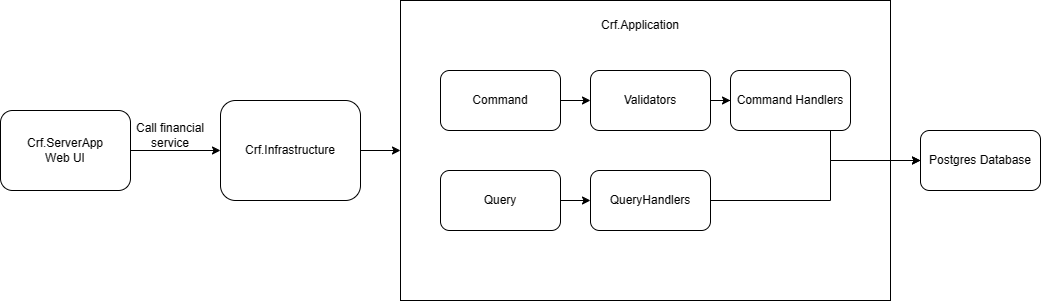 Crf.Application
Command
Validators
Command Handlers
Crf.ServerApp
Web UI
Call financial
service
Crf.Infrastructure
Postgres Database
Query
QueryHandlers